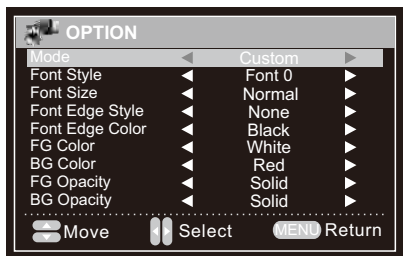 OPTION
Mode Custom
Font Style Font 0
Font Size Normal
Font Edge Style None
Font Edge Color Black
FG Color White
BG Color Red
FG Opacity Solid
BG Opacity Solid
Move Select MENU Return